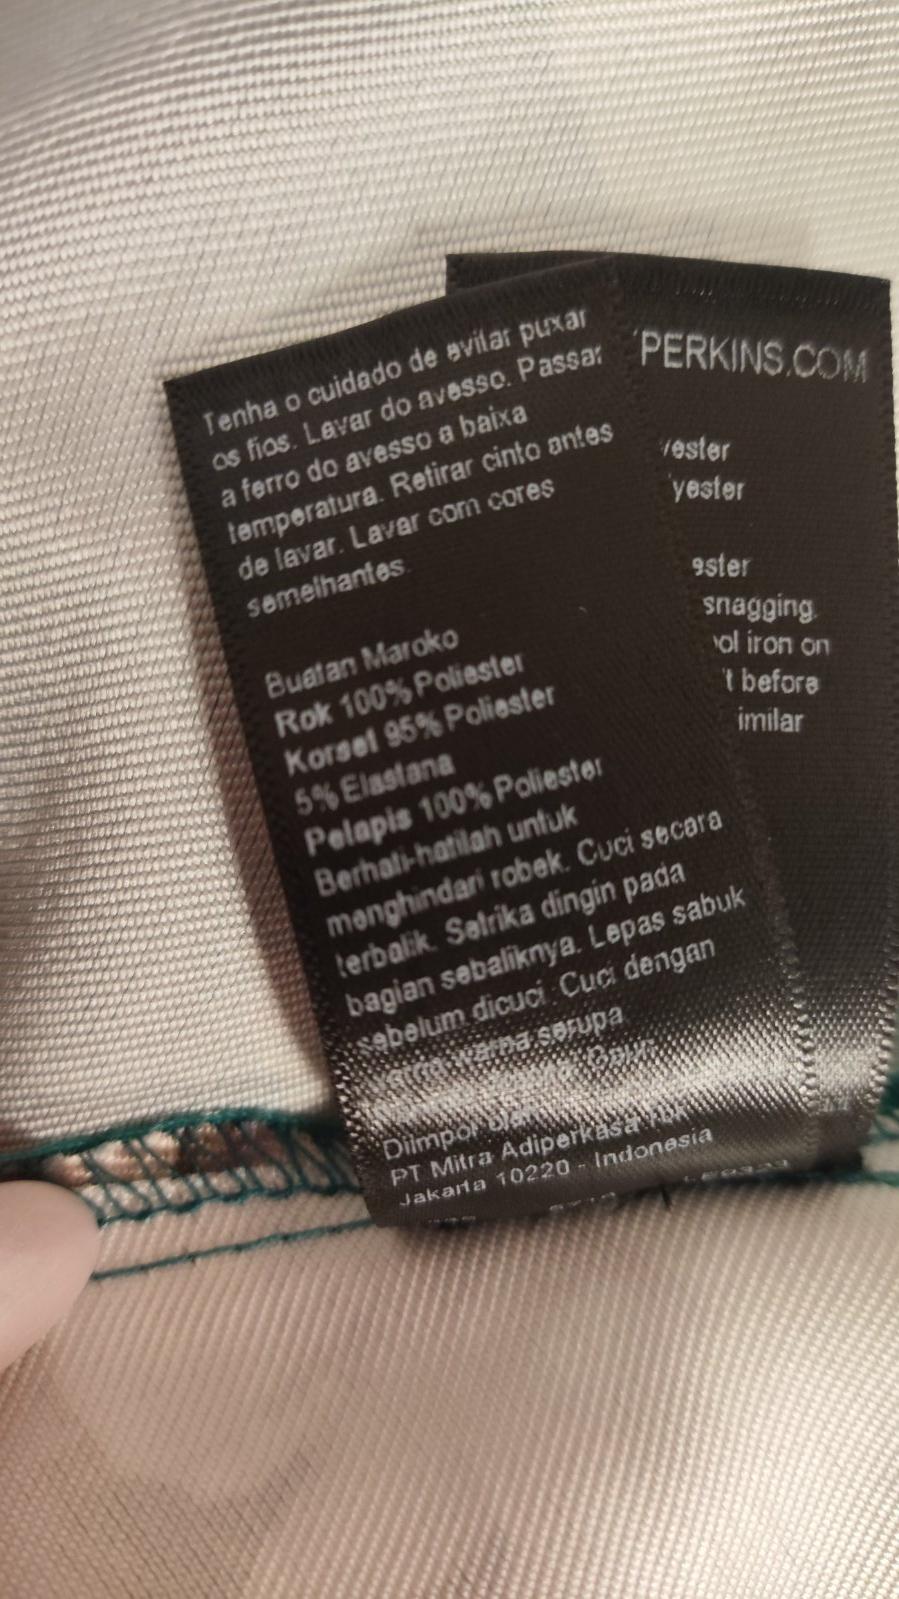 Tenha o cuidado de evitar puxar
os fios. Lavar do avesso. Passar
a ferro do avesso a baixa
temperatura. Retirar cinto antes
de lavar. Lavar com cores
semelhantes.
Buatan Maroko
Rok 100% Poliester
Korset 95% Poliester
5% Elastana
Pelapis 100% Poliester
Berhati-hatilah untuk
menghindari robek. Cuci secara
terbalik. Setrika dingin pada
bagian sebaliknya. Lepas sabuk
sebelum dicuci. Cuci dengan
warna serupa
Diimpor oleh
PT Mitra Adiperkasa Tbk
Jakarta 10220 - Indonesia
PERKINS.COM
yester
yester
ester
snagging.
ol iron on
t before
imilar